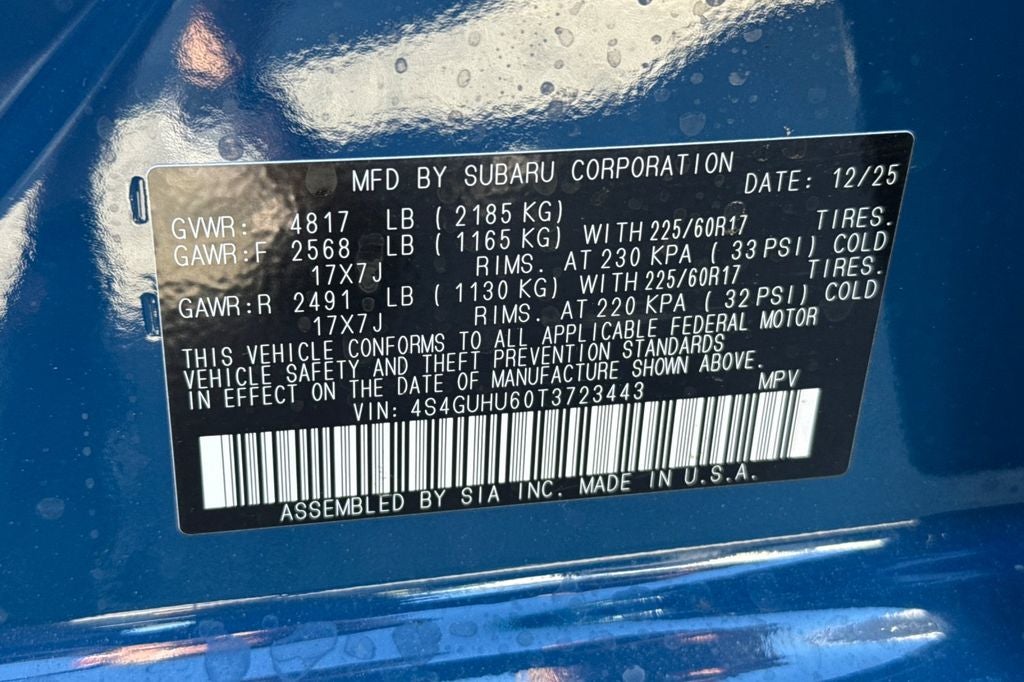 MFD BY SUBARU CORPORATION DATE: 12/25
GVWR: 4817 LB ( 2185 KG)
GAWR:F 2568 LB ( 1165 KG) WITH 225/60R17 TIRES.
17X7J RIMS. AT 230 KPA ( 33 PSI) COLD
GAWR:R 2491 LB ( 1130 KG) WITH 225/60R17 TIRES.
17X7J RIMS. AT 220 KPA ( 32 PSI) COLD
THIS VEHICLE CONFORMS TO ALL APPLICABLE FEDERAL MOTOR
VEHICLE SAFETY AND THEFT PREVENTION STANDARDS
IN EFFECT ON THE DATE OF MANUFACTURE SHOWN ABOVE.
VIN: 4S4GUHU60T3723443 MPV
ASSEMBLED BY SIA INC. MADE IN U.S.A.